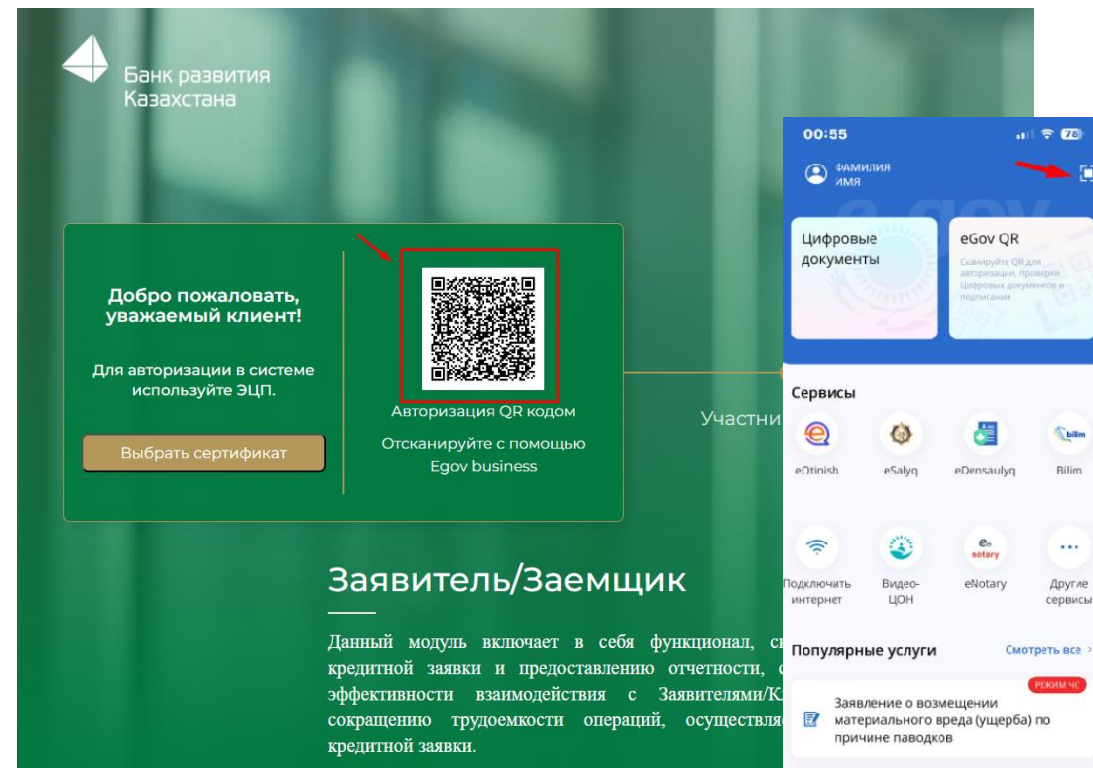 Банк развития
Казахстана
Добро пожаловать,
уважаемый клиент!
Для авторизации в системе
используйте ЭЦП.
Выбрать сертификат
Авторизация QR кодом
Отсканируйте с помощью
Egov business
Участни
Заявитель/Заемщик
Данный модуль включает в себя функционал,
кредитной заявки и предоставлению отчетности,
эффективности взаимодействия с Заявителями/К
сокращению трудоемкости операций, осуществля
кредитной заявки.
00:55
78
ФАМИЛИЯ
ИМЯ
e gov
Цифровые
документы
eGov QR
Сканируйте QR для
авторизации, проверки
Цифровых документов и
подписания
Сервисы
eOtinish
eSalyq
eDensaulyq
Bilim
bilim
notary
Подключить
интернет
Видео-
ЦОН
eNotary
Другие
сервисы
Популярные услуги
Смотреть все >
РЕЖИМ ЧС
Заявление о возмещении
материального вреда (ущерба) по
причине паводков